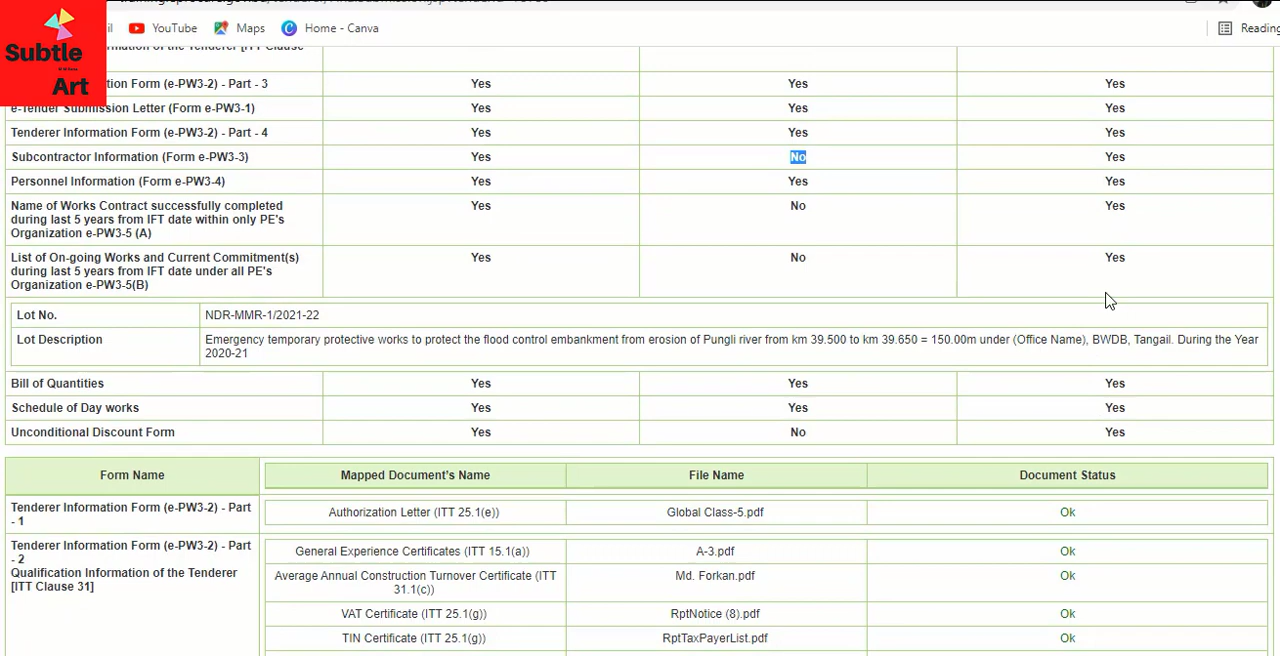 YouTube
Maps
Home - Canva
Reading
Subtle
Art
tion Form (e-PW3-2) - Part - 3
Yes
Yes
Yes
e-Tender Submission Letter (Form e-PW3-1)
Yes
Yes
Yes
Tenderer Information Form (e-PW3-2) - Part - 4
Yes
Yes
Yes
Subcontractor Information (Form e-PW3-3)
Yes
No
Yes
Personnel Information (Form e-PW3-4)
Yes
Yes
Yes
Name of Works Contract successfully completed
during last 5 years from IFT date within only PE's
Organization e-PW3-5 (A)
Yes
No
Yes
List of On-going Works and Current Commitment(s)
during last 5 years from IFT date under all PE's
Organization e-PW3-5(B)
Yes
No
Yes
Lot No.
NDR-MMR-1/2021-22
Lot Description
Emergency temporary protective works to protect the flood control embankment from erosion of Pungli river from km 39.500 to km 39.650 = 150.00m under (Office Name), BWDB, Tangail. During the Year
2020-21
Bill of Quantities
Yes
Yes
Yes
Schedule of Day works
Yes
Yes
Yes
Unconditional Discount Form
Yes
No
Yes
Form Name
Mapped Document's Name
File Name
Document Status
Tenderer Information Form (e-PW3-2) - Part
- 1
Authorization Letter (ITT 25.1(e))
Global Class-5.pdf
Ok
Tenderer Information Form (e-PW3-2) - Part
- 2
Qualification Information of the Tenderer
[ITT Clause 31]
General Experience Certificates (ITT 15.1(a))
A-3.pdf
Ok
Average Annual Construction Turnover Certificate (ITT
31.1(c))
Md. Forkan.pdf
Ok
VAT Certificate (ITT 25.1(g))
RptNotice (8).pdf
Ok
TIN Certificate (ITT 25.1(g))
RptTaxPayerList.pdf
Ok